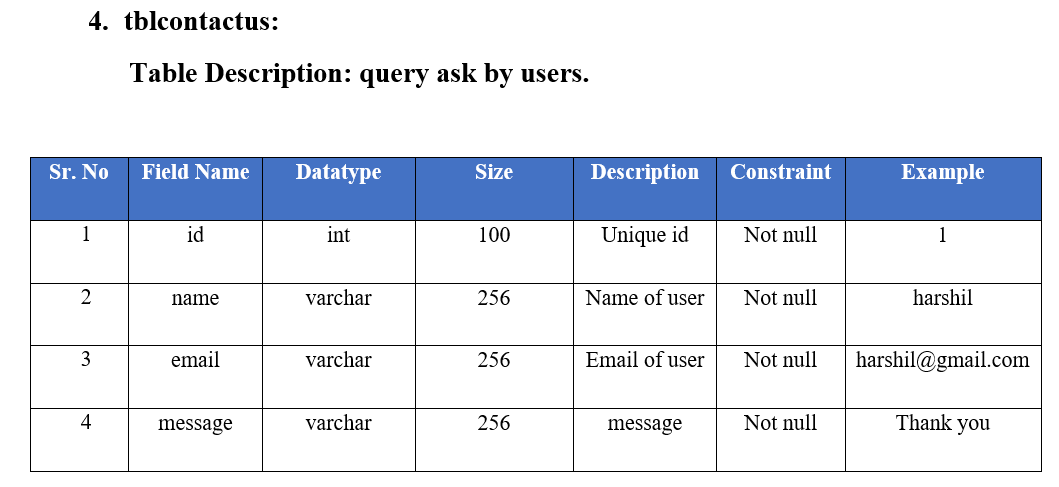 4. tblcontactus:
Table Description: query ask by users.
Sr. No Field Name Datatype Size Description Constraint Example
1 id int 100 Unique id Not null 1
2 name varchar 256 Name of user Not null harshil
3 email varchar 256 Email of user Not null harshil@gmail.com
4 message varchar 256 message Not null Thank you